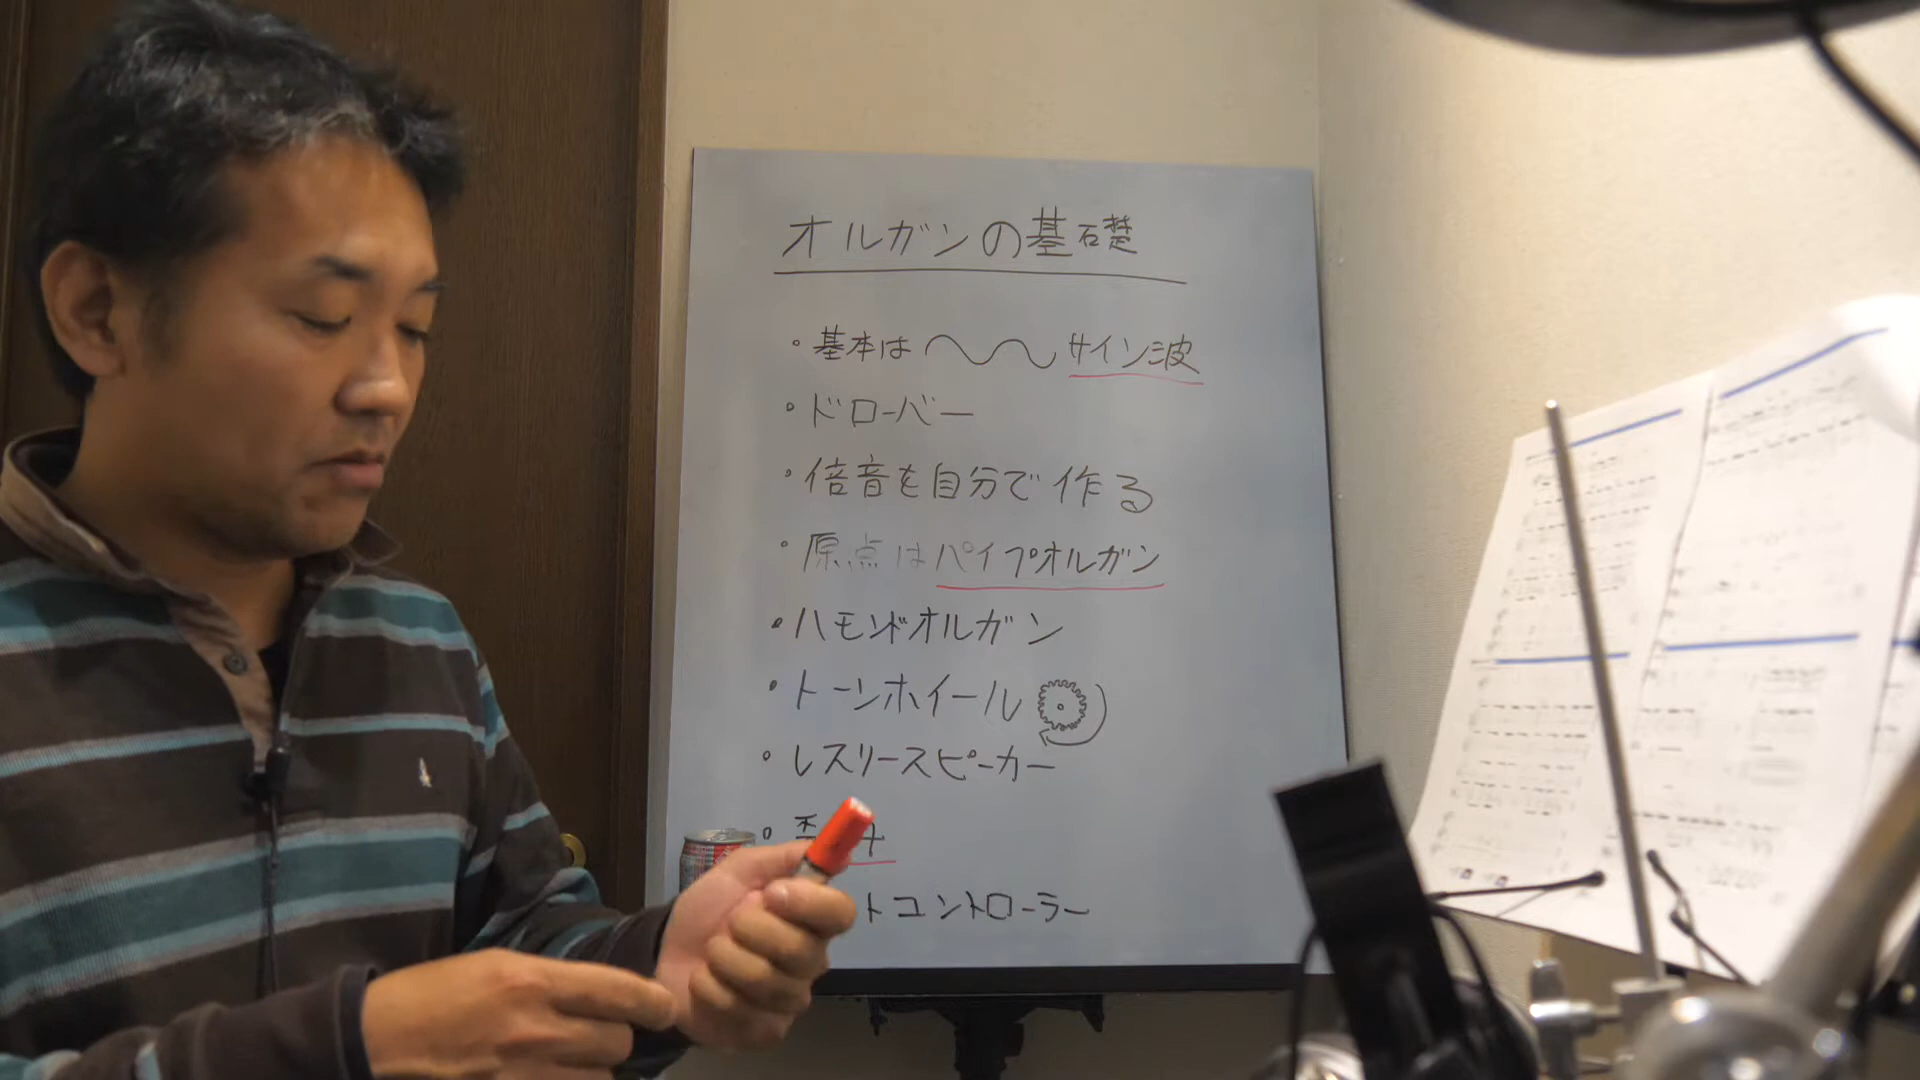 オルガンの基礎
・基本は 〜〜 サイン波
・ドローバー
・倍音を自分で作る
・原点はパイプオルガン
・ハモンドオルガン
・トーンホイール
・レスリースピーカー
トコントローラー